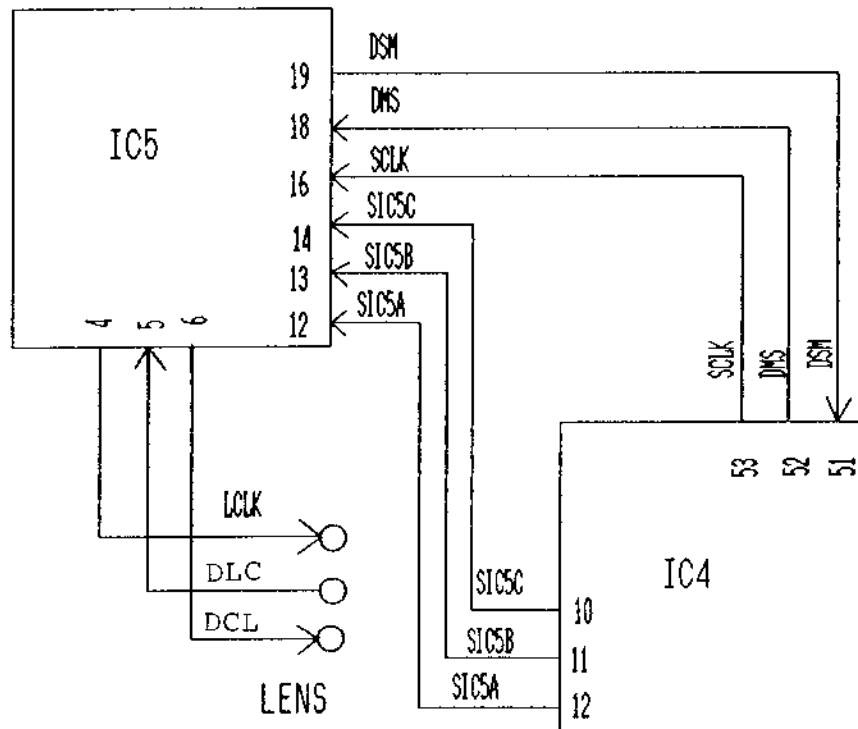 DSM
19
DMS
18
IC5
SCLK
16
SIC5C
14
SIC5B
13
SIC5A
12
4
5
6
SCLK
DMS
DSM
53
52
51
LCLK
DLC
DCL
LENS
IC4
SIC5C
10
SIC5B
11
SIC5A
12